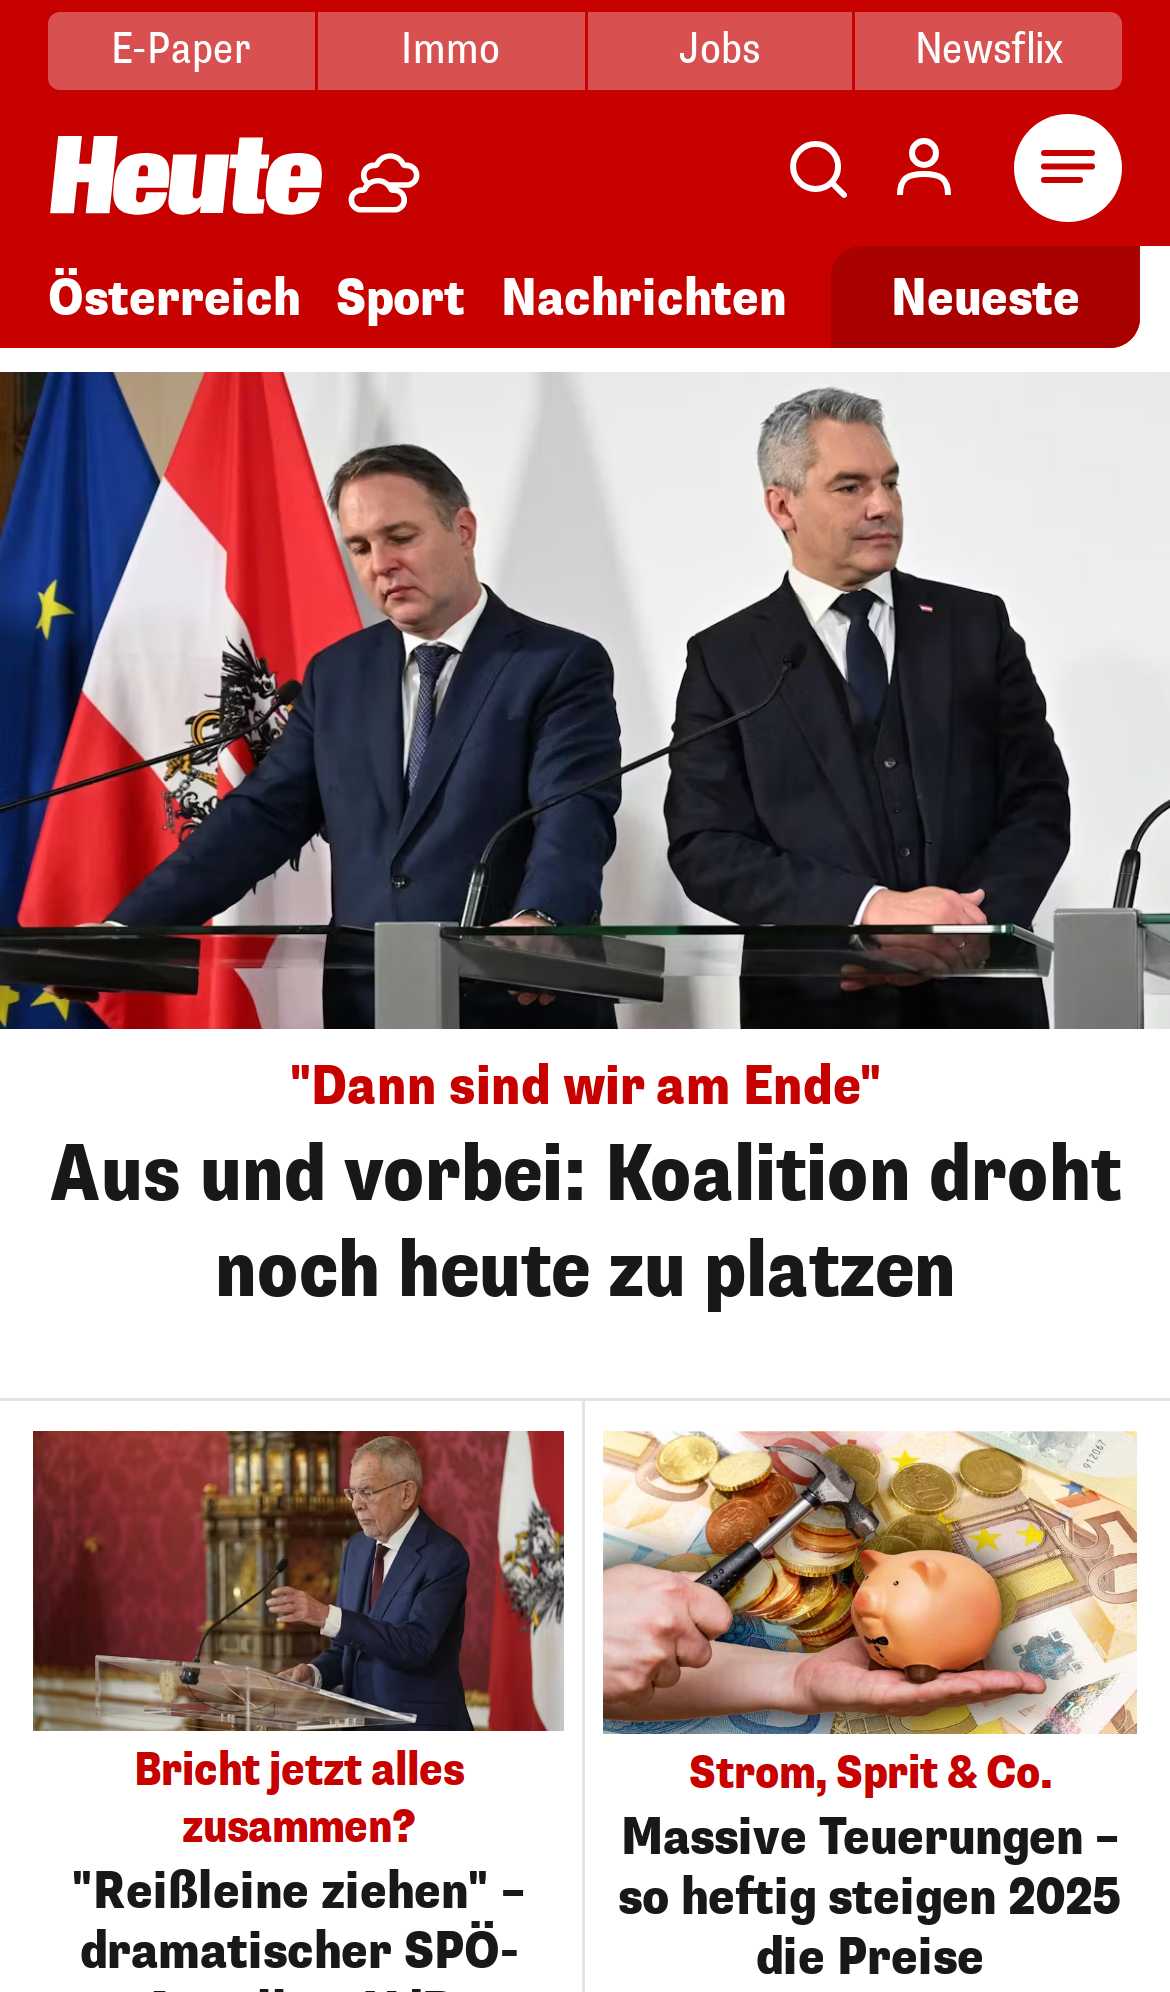 E-Paper
Immo
Jobs
Newsflix
Heute
Österreich
Sport
Nachrichten
Neueste
"Dann sind wir am Ende"
Aus und vorbei: Koalition droht
noch heute zu platzen
Bricht jetzt alles
zusammen?
"Reißleine ziehen" –
dramatischer SPÖ-
912067
Strom, Sprit & Co.
Massive Teuerungen –
so heftig steigen 2025
die Preise